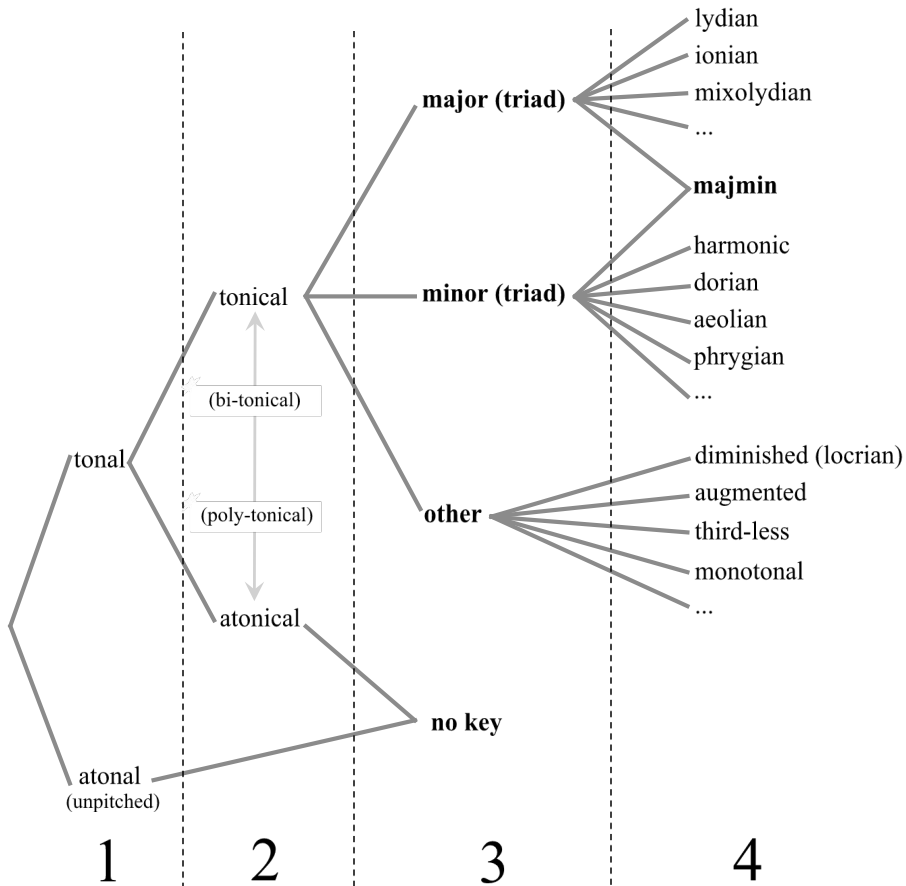 lydian
ionian
major (triad)
mixolydian
...
majmin
harmonic
tonical
minor (triad)
dorian
aeolian
phrygian
(bi-tonical)
...
tonal
diminished (locrian)
augmented
(poly-tonical)
other
third-less
monotonal
...
atonical
no key
atonal
(unpitched)
1 2 3 4